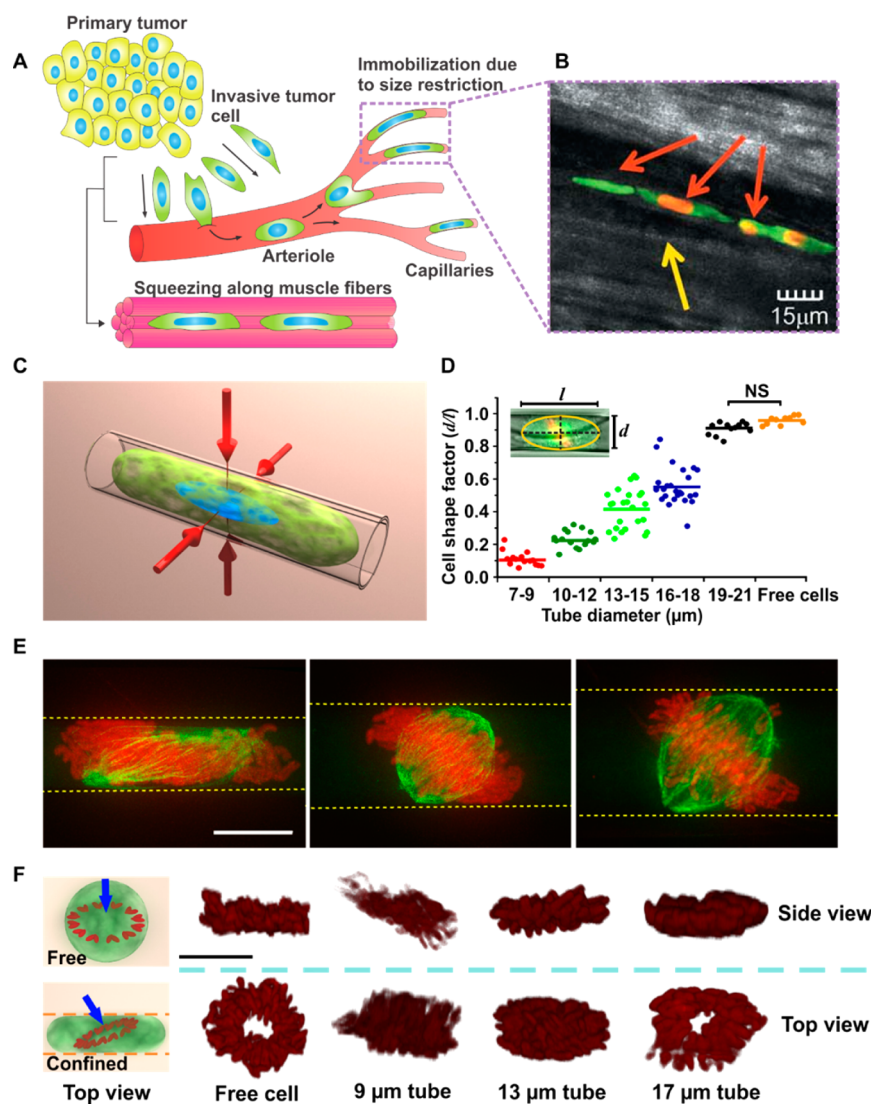 Primary tumor
A
Invasive tumor
cell
Immobilization due
to size restriction
Arteriole
Capillaries
Squeezing along muscle fibers
B
15μm
C
D
Cell shape factor (d/l)
1.0
0.8
0.6
0.4
0.2
0.0
l
d
NS
7-9
10-12
13-15
16-18
19-21
Free cells
Tube diameter (μm)
E
F
Free
Side view
Confined
Top view
Top view
Free cell
9 μm tube
13 μm tube
17 μm tube